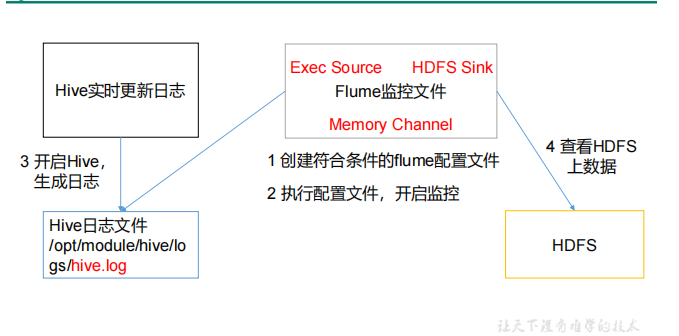 Hive实时更新日志
Exec Source HDFS Sink
Flume监控文件
Memory Channel
3 开启Hive，
生成日志
1 创建符合条件的flume配置文件
2 执行配置文件，开启监控
4 查看HDFS
上数据
Hive日志文件
/opt/module/hive/lo
gs/hive.log
HDFS
让天下没有难学的技术